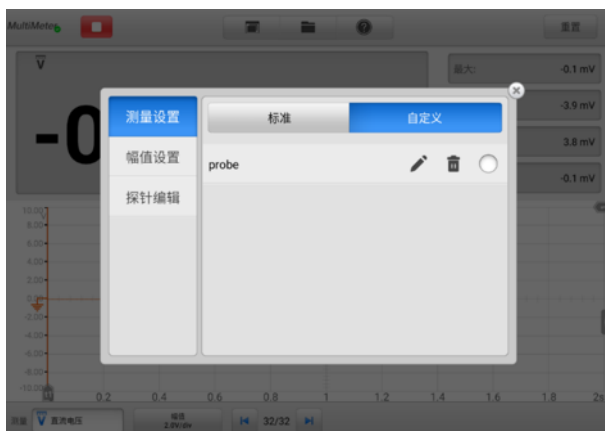 MultiMeter
重置
V
最大:
-0.1 mV
测量设置
标准
自定义
-3.9 mV
-0
3.8 mV
幅值设置
probe
-0.1 mV
探针编辑
10.00
V
8.00
6.00
4.00
2.00
0.00
-2.00
-4.00
-6.00
-8.00
-10.00
0.2 0.4 0.6 0.8 1 1.2 1.4 1.6 1.8 2s
测量 V 直流电压 幅值 32/32
2.0V/div